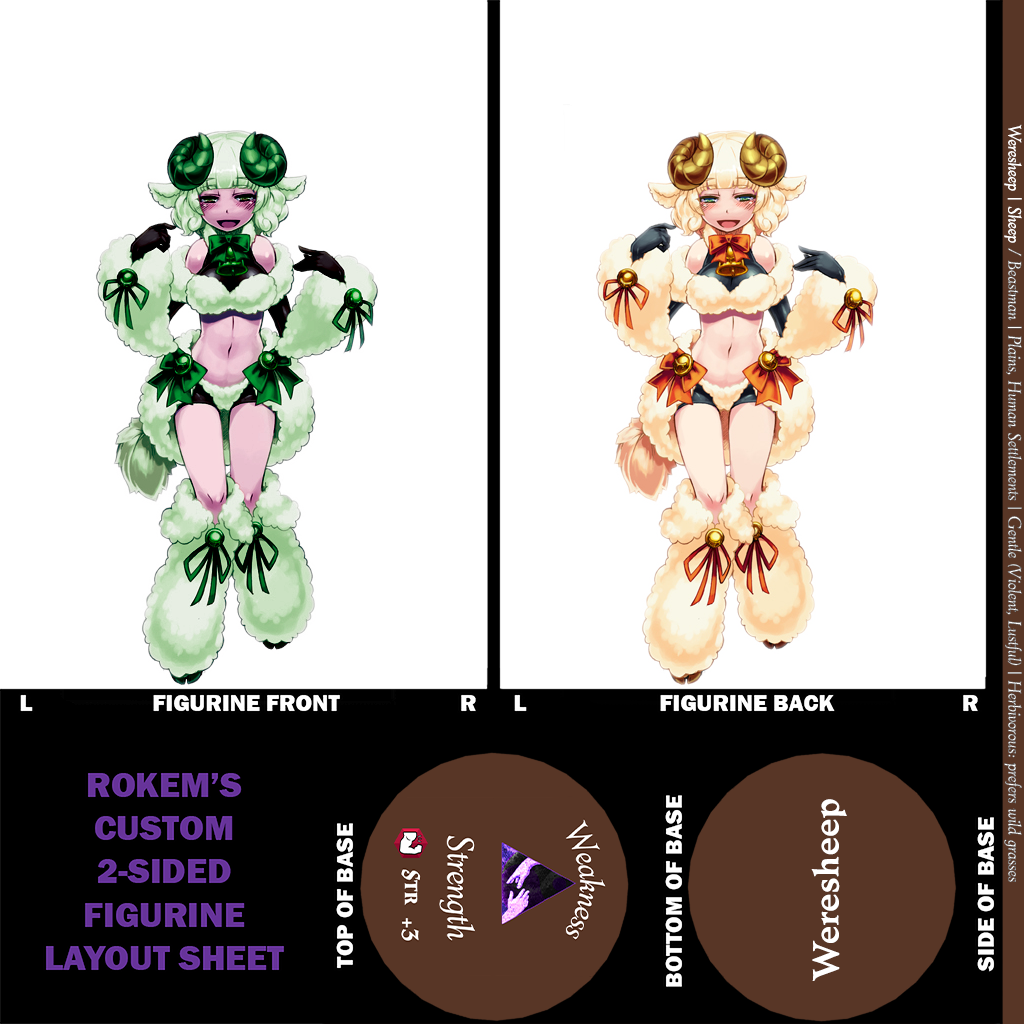 L FIGURINE FRONT R
L FIGURINE BACK R
ROKEM'S
CUSTOM
2-SIDED
FIGURINE
LAYOUT SHEET
TOP OF BASE
Weakness
Strength
STR +3
BOTTOM OF BASE
Weresheep
SIDE OF BASE
Weresheep | Sheep / Beastman | Plains, Human Settlements | Gentle (Violent, Lustful) | Herbivorous: prefers wild grasses